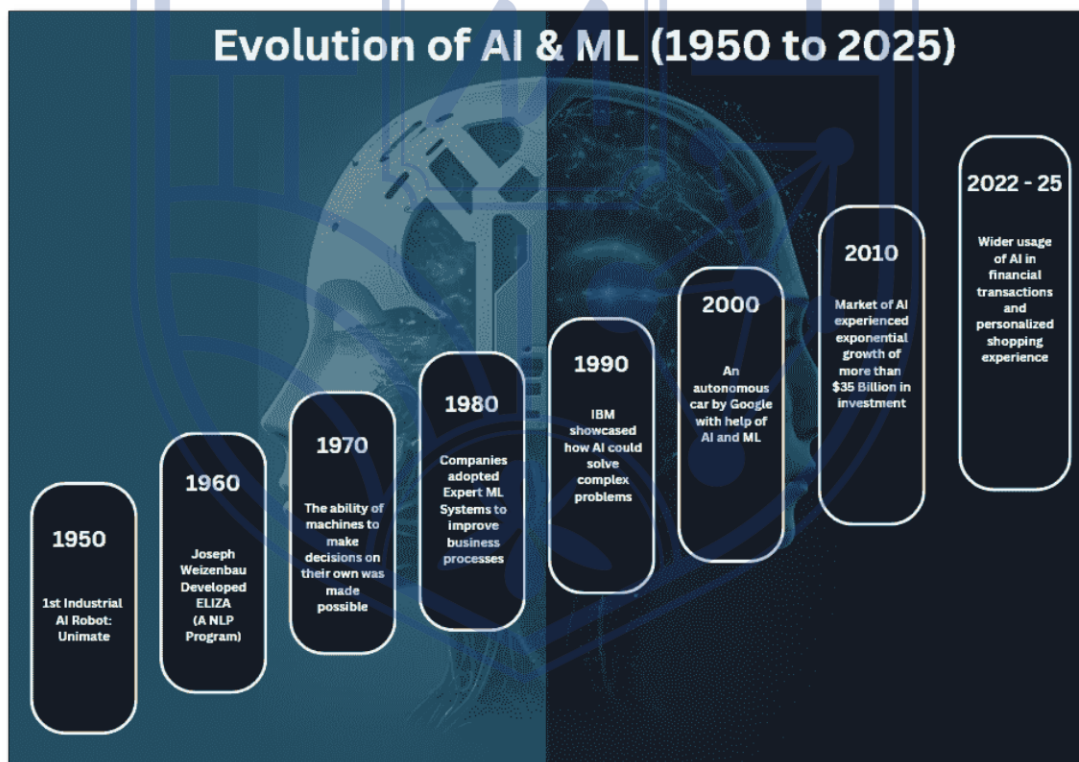 Evolution of AI & ML (1950 to 2025)
1950
1st Industrial
AI Robot:
Unimate
1960
Joseph
Weizenbau
Developed
ELIZA
(A NLP
Program)
1970
The ability of
machines to
make
decisions on
their own was
made
possible
1980
Companies
adopted
Expert ML
Systems to
improve
business
processes
1990
IBM
showcased
how AI could
solve
complex
problems
2000
An
autonomous
car by Google
with help of
AI and ML
2010
Market of AI
experienced
exponential
growth of
more than
$35 Billion in
investment
2022 - 25
Wider usage
of AI in
financial
transactions
and
personalized
shopping
experience